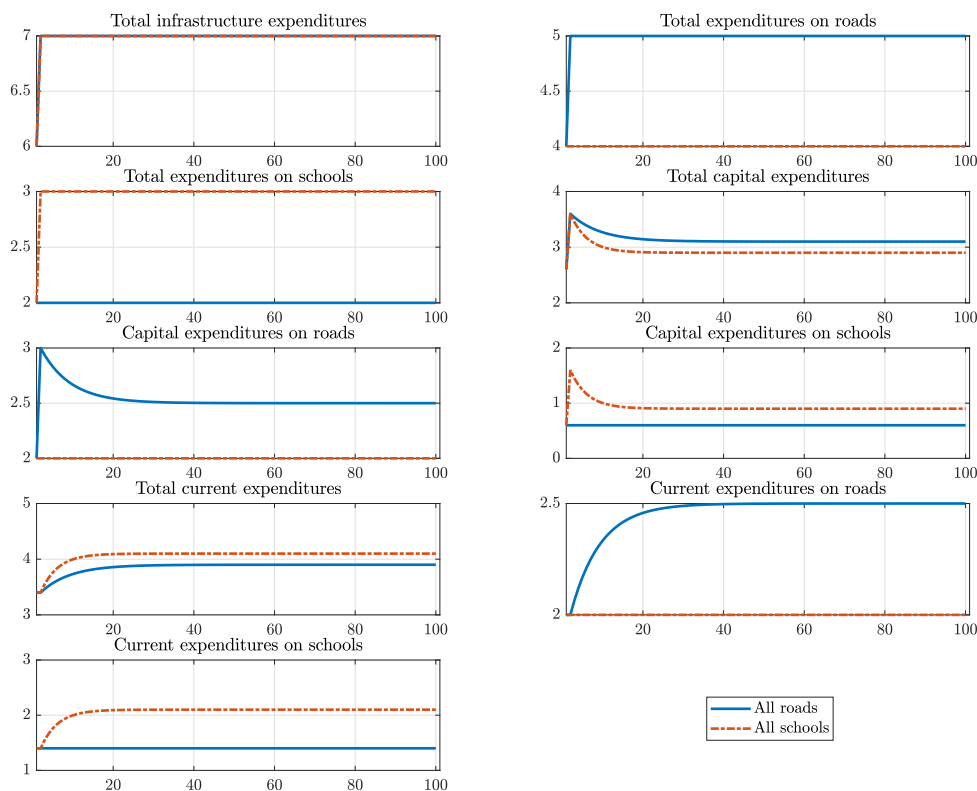 Total infrastructure expenditures
7
6.5
6
20 40 60 80 100
Total expenditures on roads
5
4.5
4
20 40 60 80 100
Total expenditures on schools
3
2.5
2
20 40 60 80 100
Total capital expenditures
4
3
2
20 40 60 80 100
Capital expenditures on roads
3
2.5
2
20 40 60 80 100
Capital expenditures on schools
2
1
0
20 40 60 80 100
Total current expenditures
5
4
3
20 40 60 80 100
Current expenditures on roads
2.5
2
20 40 60 80 100
Current expenditures on schools
3
2
1
20 40 60 80 100
All roads
All schools